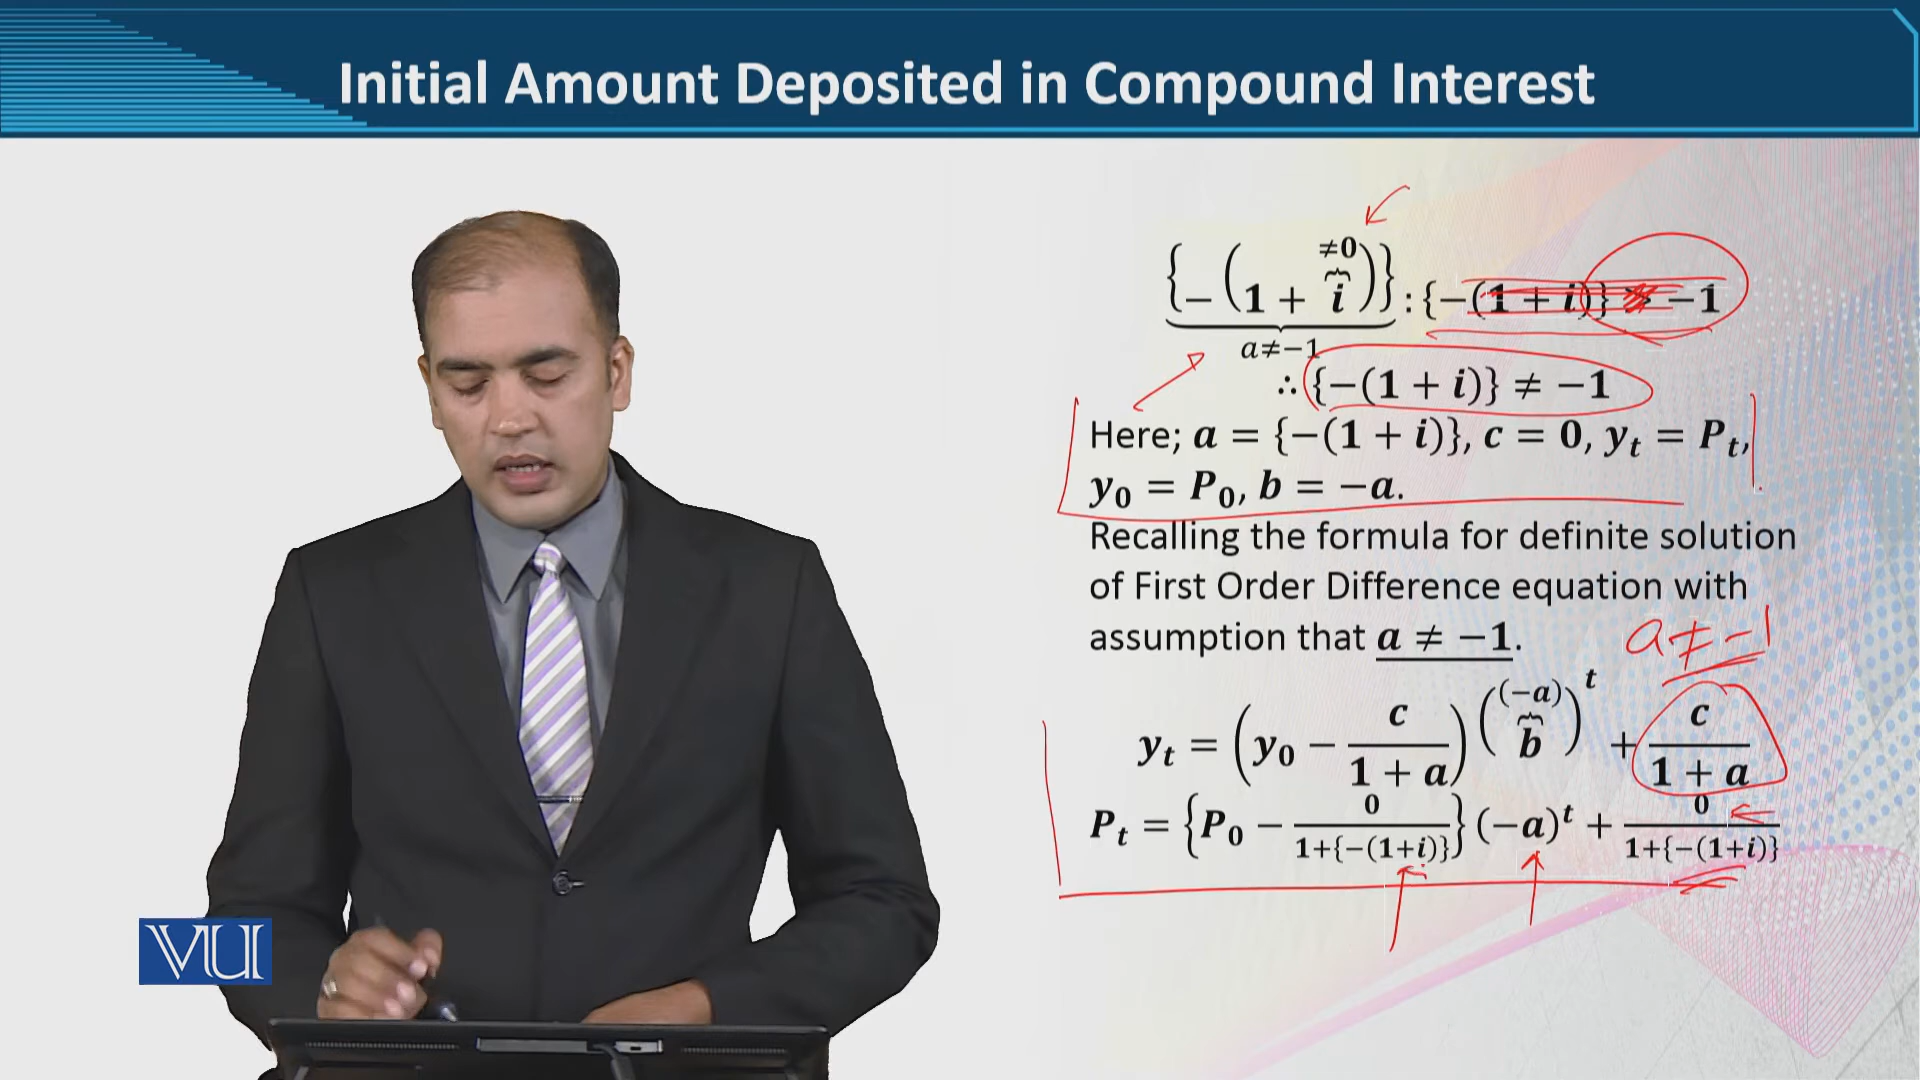 Initial Amount Deposited in Compound Interest
{−(1 + i)} : {−(1 + i)} −1
≠0
a≠−1
∴ {−(1 + i)} ≠ −1
Here; a = {−(1 + i)}, c = 0, yₜ = Pₜ,
y₀ = P₀, b = −a.
Recalling the formula for definite solution
of First Order Difference equation with
assumption that a ≠ −1.
a ≠ −1
yₜ = (y₀ − c/(1 + a)) (b)ᵗ + c/(1 + a)
(−a)
Pₜ = {P₀ − 0/(1+{−(1+i)})} (−a)ᵗ + 0/(1+{−(1+i)})
VU